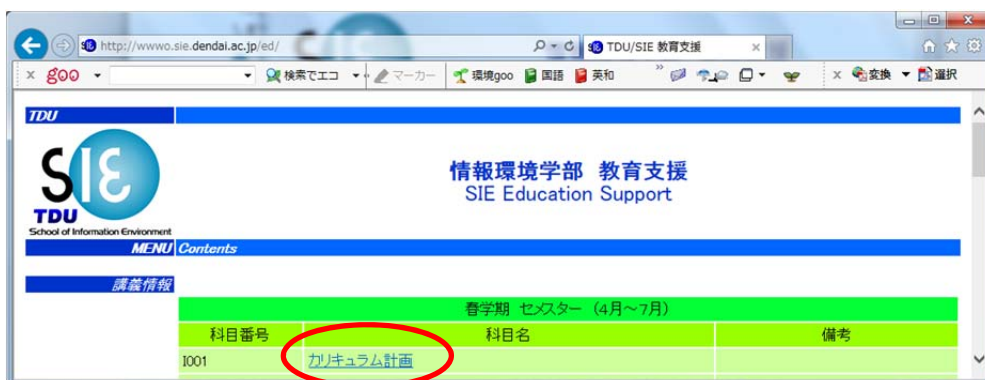 http://wwwo.sie.dendai.ac.jp/ed/
TDU/SIE 教育支援
goo
検索でエコ
マーカー
環境goo
国語
英和
変換
選択
TDU
SIE
TDU
School of Information Environment
情報環境学部 教育支援
SIE Education Support
MENU Contents
講義情報
春学期 セメスター (4月~7月)
科目番号 科目名 備考
I001 カリキュラム計画